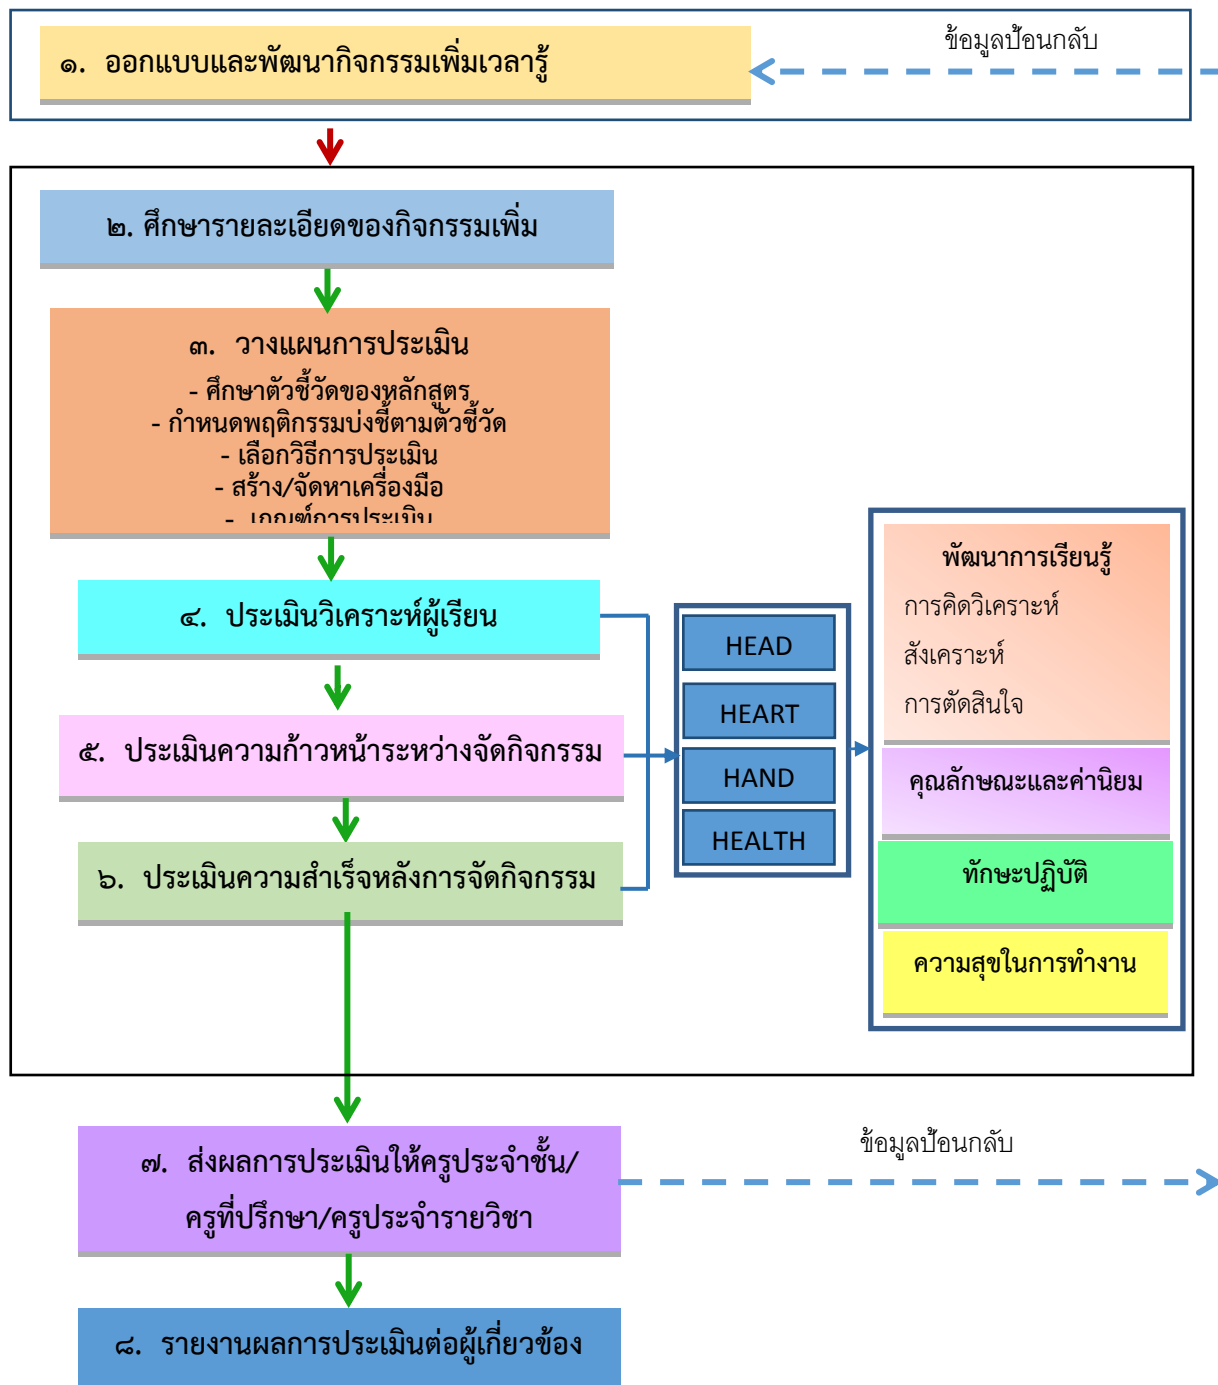 ข้อมูลป้อนกลับ
๑. ออกแบบและพัฒนากิจกรรมเพิ่มเวลารู้
๒. ศึกษารายละเอียดของกิจกรรมเพิ่ม
๓. วางแผนการประเมิน
- ศึกษาตัวชี้วัดของหลักสูตร
- กำหนดพฤติกรรมบ่งชี้ตามตัวชี้วัด
- เลือกวิธีการประเมิน
- สร้าง/จัดหาเครื่องมือ
- เกณฑ์การประเมิน
๔. ประเมินวิเคราะห์ผู้เรียน
๕. ประเมินความก้าวหน้าระหว่างจัดกิจกรรม
๖. ประเมินความสำเร็จหลังการจัดกิจกรรม
HEAD
HEART
HAND
HEALTH
พัฒนาการเรียนรู้
การคิดวิเคราะห์
สังเคราะห์
การตัดสินใจ
คุณลักษณะและค่านิยม
ทักษะปฏิบัติ
ความสุขในการทำงาน
๗. ส่งผลการประเมินให้ครูประจำชั้น/
ครูที่ปรึกษา/ครูประจำรายวิชา
ข้อมูลป้อนกลับ
๘. รายงานผลการประเมินต่อผู้เกี่ยวข้อง